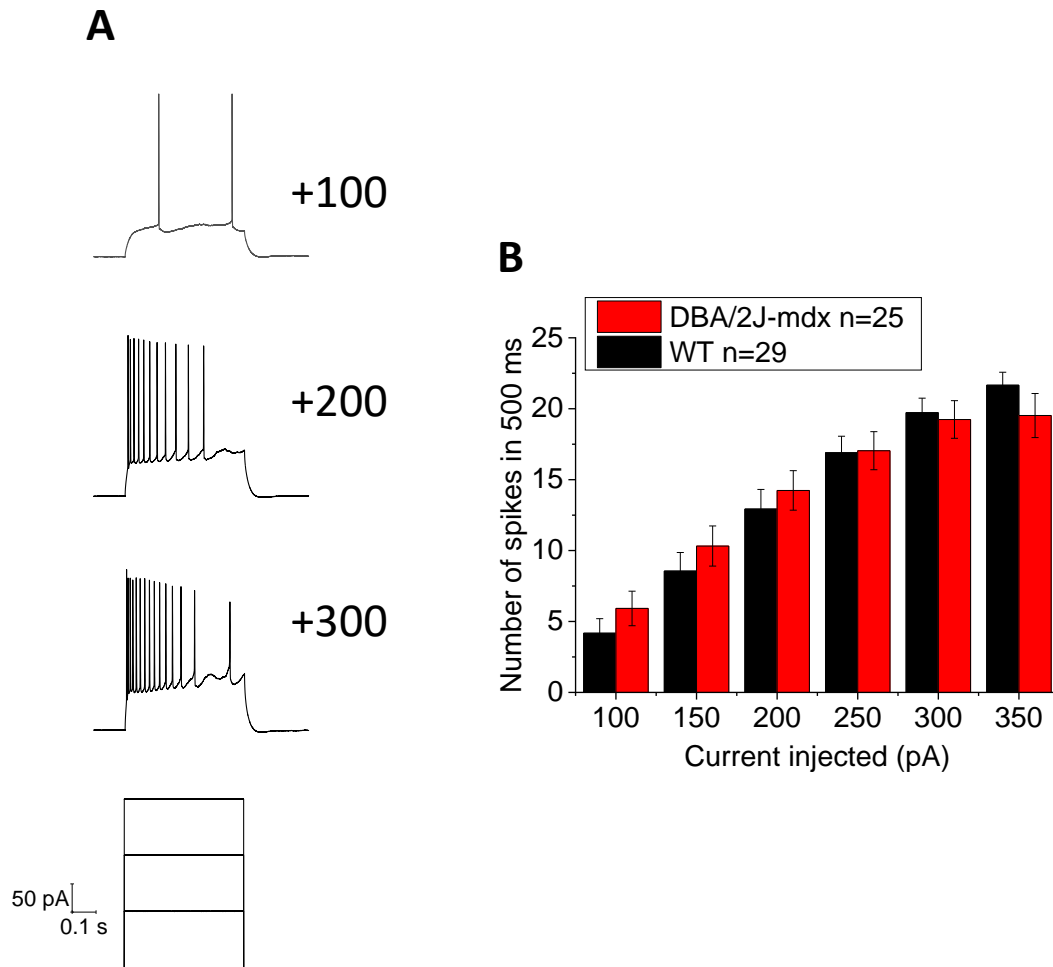 A
+100
+200
+300
50 pA
0.1 s
B
DBA/2J-mdx n=25
WT n=29
Number of spikes in 500 ms
25
20
15
10
5
0
100 150 200 250 300 350
Current injected (pA)